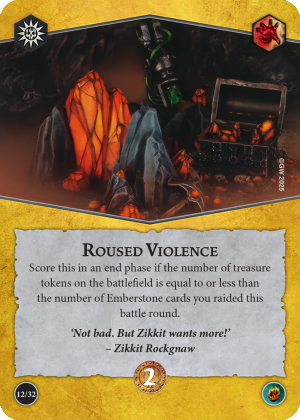 ©GW 2025
ROUSED VIOLENCE
Score this in an end phase if the number of treasure
tokens on the battlefield is equal to or less than
the number of Emberstone cards you raided this
battle round.
‘Not bad. But Zikkit wants more!’
– Zikkit Rockgnaw
2
12/32